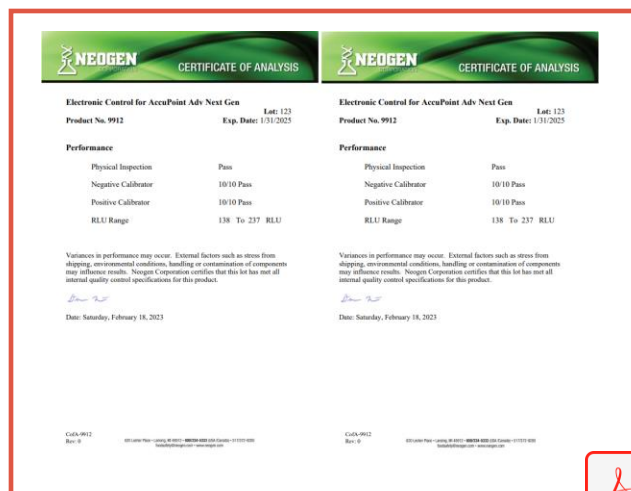 NEOGEN
CERTIFICATE OF ANALYSIS
Electronic Control for AccuPoint Adv Next Gen
Lot: 123
Product No. 9912
Exp. Date: 1/31/2025
Performance
Physical Inspection Pass
Negative Calibrator 10/10 Pass
Positive Calibrator 10/10 Pass
RLU Range 138 To 237 RLU
Variances in performance may occur. External factors such as stress from
shipping, environmental conditions, handling or contamination of components
may influence results. Neogen Corporation certifies that this lot has met all
internal quality control specifications for this product.
Date: Saturday, February 18, 2023
CofA-9912
Rev: 0
NEOGEN
CERTIFICATE OF ANALYSIS
Electronic Control for AccuPoint Adv Next Gen
Lot: 123
Product No. 9912
Exp. Date: 1/31/2025
Performance
Physical Inspection Pass
Negative Calibrator 10/10 Pass
Positive Calibrator 10/10 Pass
RLU Range 138 To 237 RLU
Variances in performance may occur. External factors such as stress from
shipping, environmental conditions, handling or contamination of components
may influence results. Neogen Corporation certifies that this lot has met all
internal quality control specifications for this product.
Date: Saturday, February 18, 2023
CofA-9912
Rev: 0